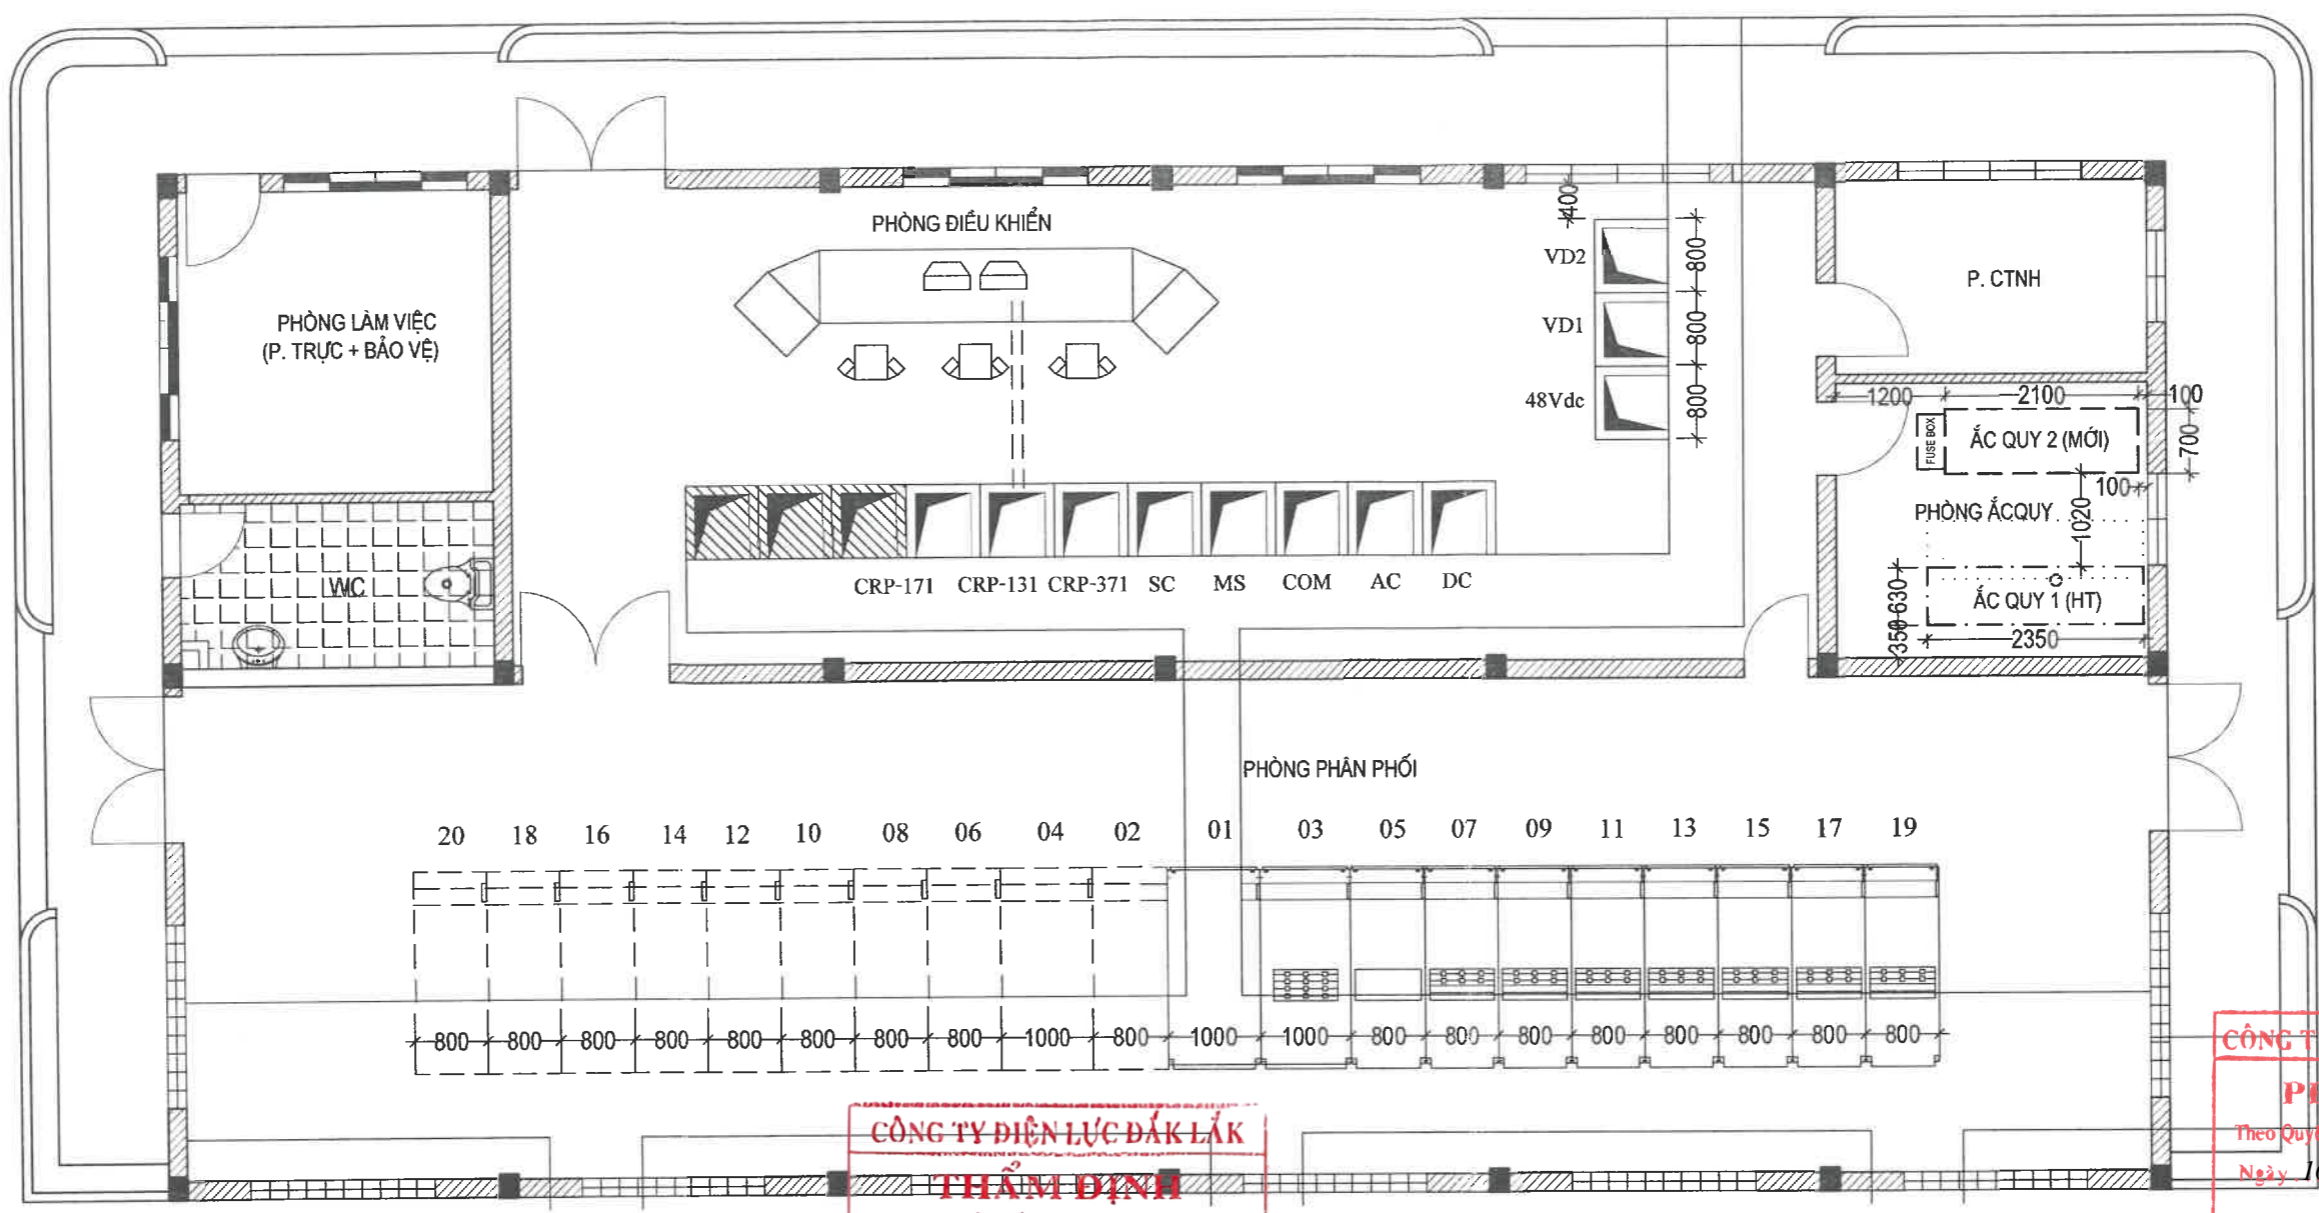 PHÒNG ĐIỀU KHIỂN
400
VD2
800
VD1
800
48Vdc
800
P. CTNH
PHÒNG LÀM VIỆC
(P. TRỰC + BẢO VỆ)
1200
2100
100
FUSE BOX
ẮC QUY 2 (MỚI)
700
100
PHÒNG ẮCQUY
1020
ẮC QUY 1 (HT)
630
350
2350
WC
CRP-171 CRP-131 CRP-371 SC MS COM AC DC
PHÒNG PHÂN PHỐI
20 18 16 14 12 10 08 06 04 02 01 03 05 07 09 11 13 15 17 19
800 800 800 800 800 800 800 800 1000 800 1000 1000 800 800 800 800 800 800 800 800
CÔNG TY ĐIỆN LỰC ĐẮK LẮK
THẨM ĐỊNH
CÔNG T
Theo Quy
Ngày